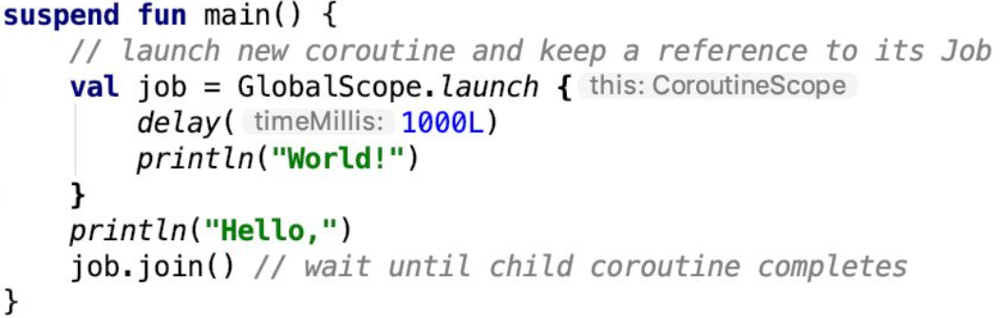 suspend fun main() {
// launch new coroutine and keep a reference to its Job
val job = GlobalScope.launch { this: CoroutineScope
delay( timeMillis: 1000L)
println("World!")
}
println("Hello,")
job.join() // wait until child coroutine completes
}